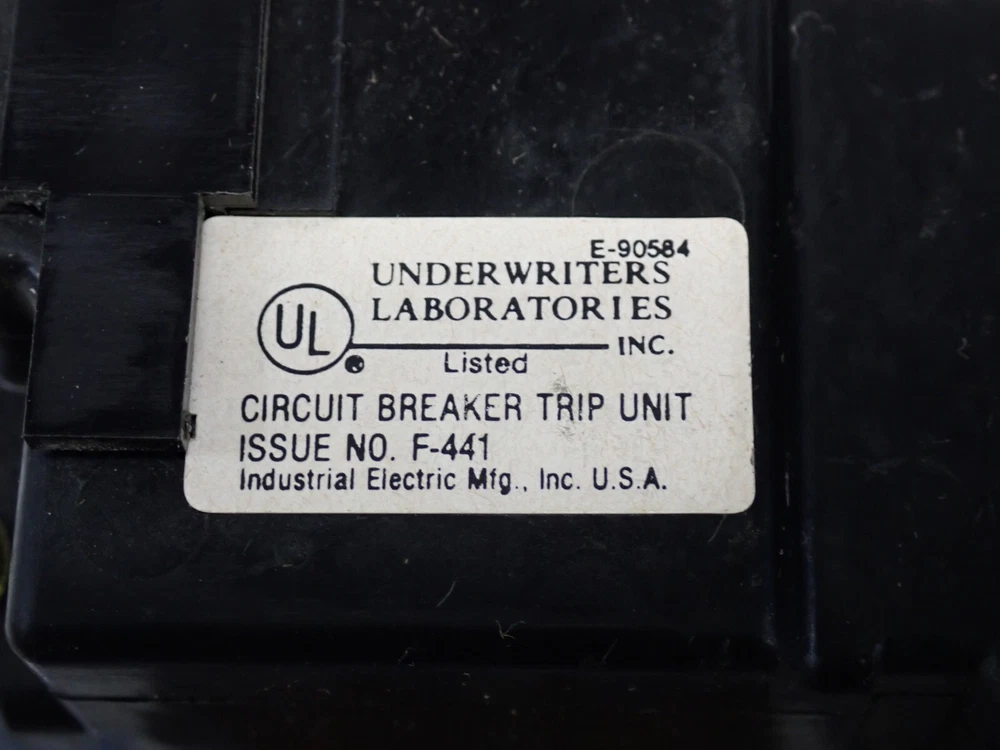 E-90584
UNDERWRITERS
LABORATORIES
UL® INC.
Listed
CIRCUIT BREAKER TRIP UNIT
ISSUE NO. F-441
Industrial Electric Mfg., Inc. U.S.A.